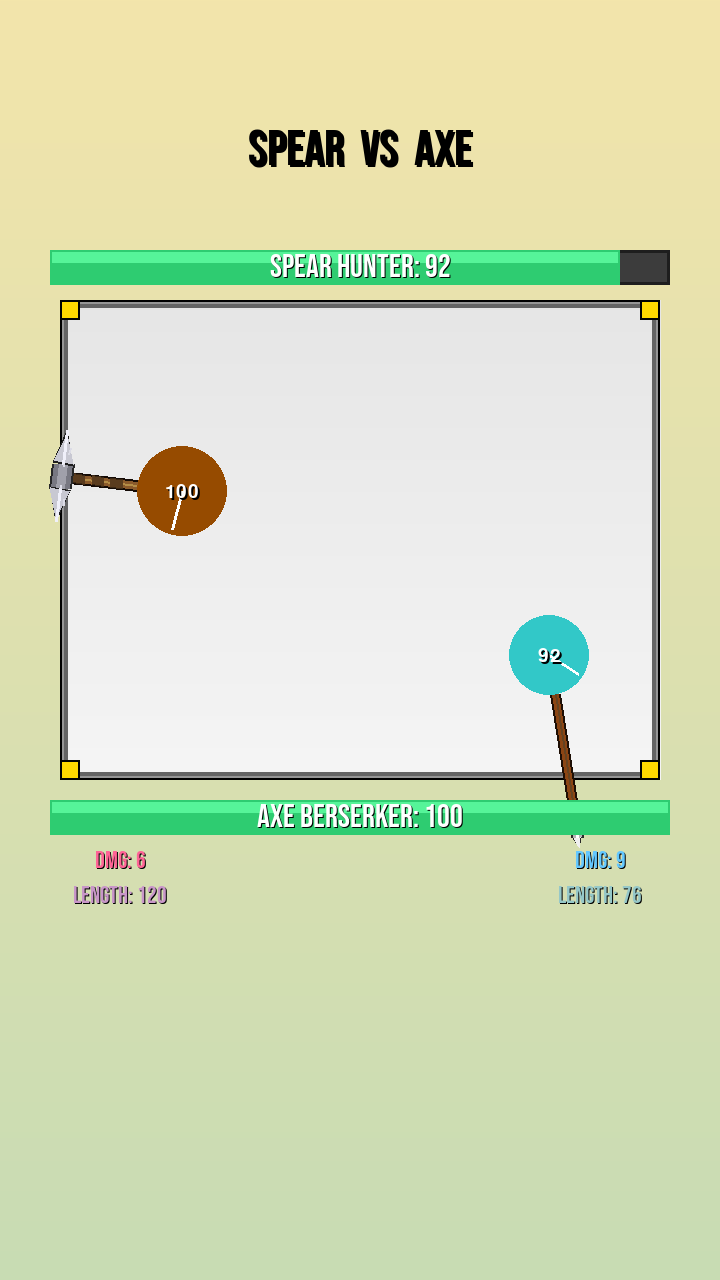 SPEAR VS AXE
SPEAR HUNTER: 92
100
92
AXE BERSERKER: 100
DMG: 6
DMG: 9
LENGTH: 120
LENGTH: 76